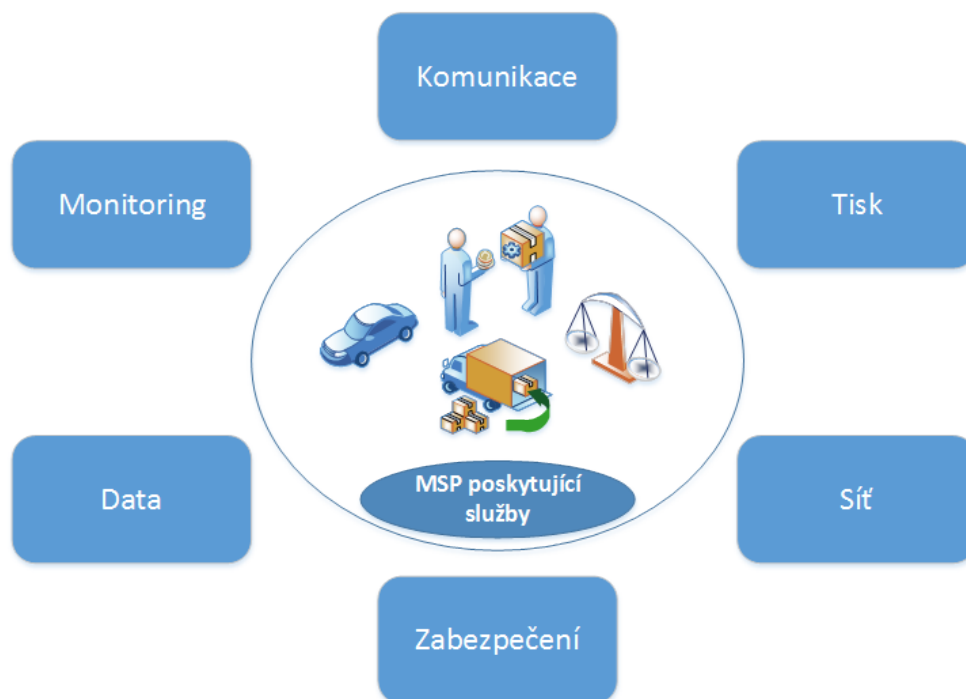 Komunikace
Monitoring
Tisk
MSP poskytující
služby
Data
Síť
Zabezpečení